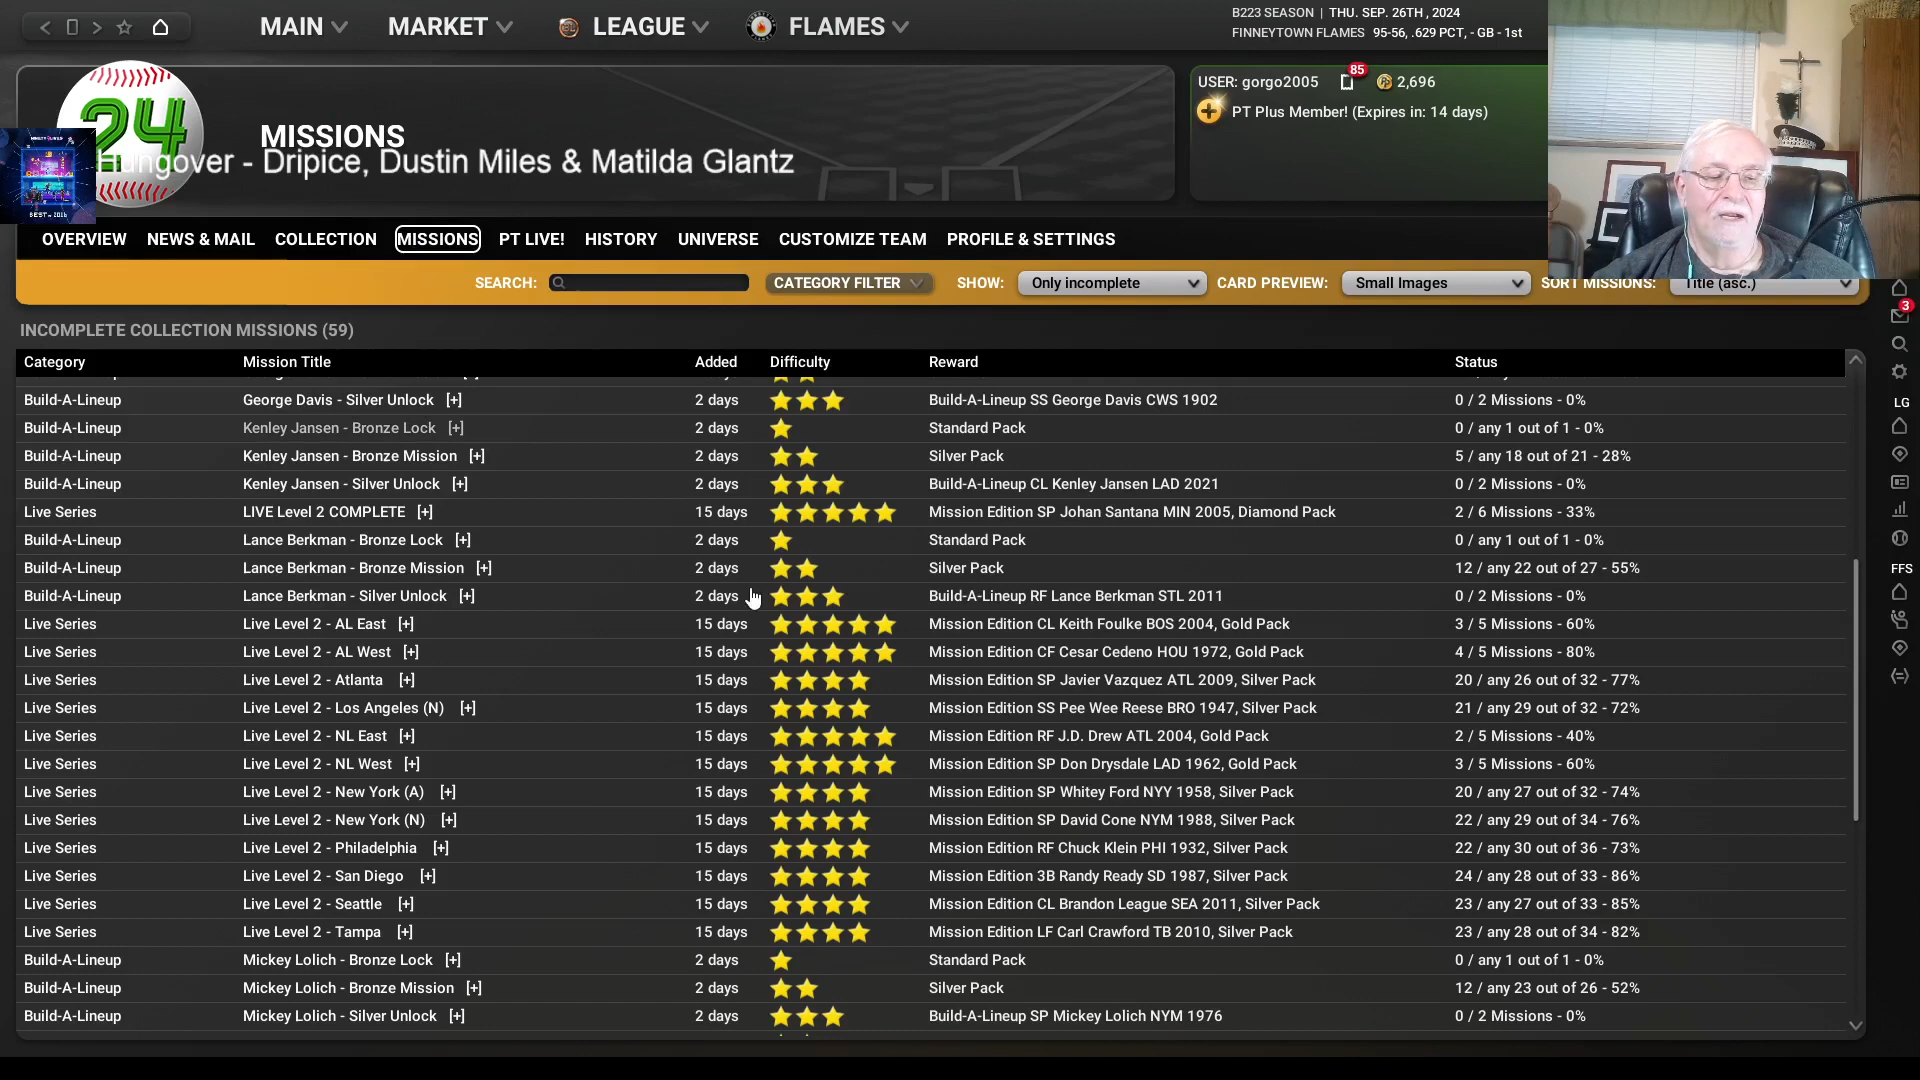 MAIN
MARKET
LEAGUE
FLAMES
B223 SEASON | THU. SEP. 26TH , 2024
FINNEYTOWN FLAMES 95-56, .629 PCT, - GB - 1st
24
MISSIONS
Hungover - Dripice, Dustin Miles & Matilda Glantz
BEST of 2016
USER: gorgo2005 85 2,696
PT Plus Member! (Expires in: 14 days)
OVERVIEW NEWS & MAIL COLLECTION MISSIONS PT LIVE! HISTORY UNIVERSE CUSTOMIZE TEAM PROFILE & SETTINGS
SEARCH: CATEGORY FILTER SHOW: Only incomplete CARD PREVIEW: Small Images SORT MISSIONS: Title (asc.)
INCOMPLETE COLLECTION MISSIONS (59)
Category Mission Title Added Difficulty Reward Status
Build-A-Lineup George Davis - Silver Unlock [+] 2 days Build-A-Lineup SS George Davis CWS 1902 0 / 2 Missions - 0%
Build-A-Lineup Kenley Jansen - Bronze Lock [+] 2 days Standard Pack 0 / any 1 out of 1 - 0%
Build-A-Lineup Kenley Jansen - Bronze Mission [+] 2 days Silver Pack 5 / any 18 out of 21 - 28%
Build-A-Lineup Kenley Jansen - Silver Unlock [+] 2 days Build-A-Lineup CL Kenley Jansen LAD 2021 0 / 2 Missions - 0%
Live Series LIVE Level 2 COMPLETE [+] 15 days Mission Edition SP Johan Santana MIN 2005, Diamond Pack 2 / 6 Missions - 33%
Build-A-Lineup Lance Berkman - Bronze Lock [+] 2 days Standard Pack 0 / any 1 out of 1 - 0%
Build-A-Lineup Lance Berkman - Bronze Mission [+] 2 days Silver Pack 12 / any 22 out of 27 - 55%
Build-A-Lineup Lance Berkman - Silver Unlock [+] 2 days Build-A-Lineup RF Lance Berkman STL 2011 0 / 2 Missions - 0%
Live Series Live Level 2 - AL East [+] 15 days Mission Edition CL Keith Foulke BOS 2004, Gold Pack 3 / 5 Missions - 60%
Live Series Live Level 2 - AL West [+] 15 days Mission Edition CF Cesar Cedeno HOU 1972, Gold Pack 4 / 5 Missions - 80%
Live Series Live Level 2 - Atlanta [+] 15 days Mission Edition SP Javier Vazquez ATL 2009, Silver Pack 20 / any 26 out of 32 - 77%
Live Series Live Level 2 - Los Angeles (N) [+] 15 days Mission Edition SS Pee Wee Reese BRO 1947, Silver Pack 21 / any 29 out of 32 - 72%
Live Series Live Level 2 - NL East [+] 15 days Mission Edition RF J.D. Drew ATL 2004, Gold Pack 2 / 5 Missions - 40%
Live Series Live Level 2 - NL West [+] 15 days Mission Edition SP Don Drysdale LAD 1962, Gold Pack 3 / 5 Missions - 60%
Live Series Live Level 2 - New York (A) [+] 15 days Mission Edition SP Whitey Ford NYY 1958, Silver Pack 20 / any 27 out of 32 - 74%
Live Series Live Level 2 - New York (N) [+] 15 days Mission Edition SP David Cone NYM 1988, Silver Pack 22 / any 29 out of 34 - 76%
Live Series Live Level 2 - Philadelphia [+] 15 days Mission Edition RF Chuck Klein PHI 1932, Silver Pack 22 / any 30 out of 36 - 73%
Live Series Live Level 2 - San Diego [+] 15 days Mission Edition 3B Randy Ready SD 1987, Silver Pack 24 / any 28 out of 33 - 86%
Live Series Live Level 2 - Seattle [+] 15 days Mission Edition CL Brandon League SEA 2011, Silver Pack 23 / any 27 out of 33 - 85%
Live Series Live Level 2 - Tampa [+] 15 days Mission Edition LF Carl Crawford TB 2010, Silver Pack 23 / any 28 out of 34 - 82%
Build-A-Lineup Mickey Lolich - Bronze Lock [+] 2 days Standard Pack 0 / any 1 out of 1 - 0%
Build-A-Lineup Mickey Lolich - Bronze Mission [+] 2 days Silver Pack 12 / any 23 out of 26 - 52%
Build-A-Lineup Mickey Lolich - Silver Unlock [+] 2 days Build-A-Lineup SP Mickey Lolich NYM 1976 0 / 2 Missions - 0%
3
LG
FFS